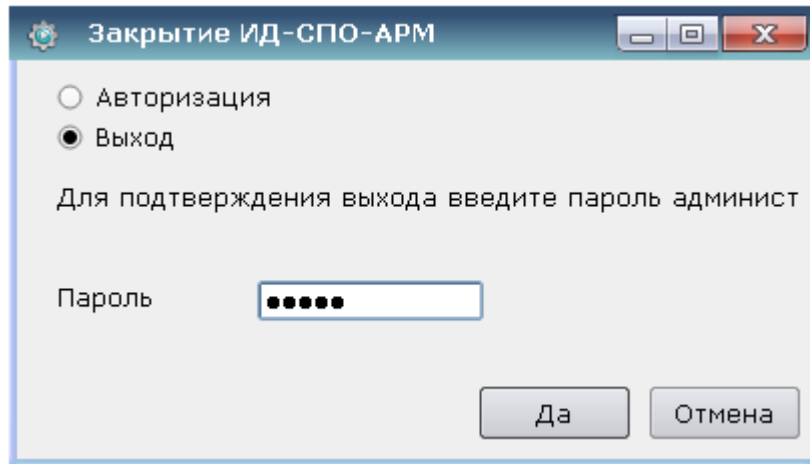 Закрытие ИД-СПО-АРМ
Авторизация
Выход
Для подтверждения выхода введите пароль админист
Пароль
Да
Отмена